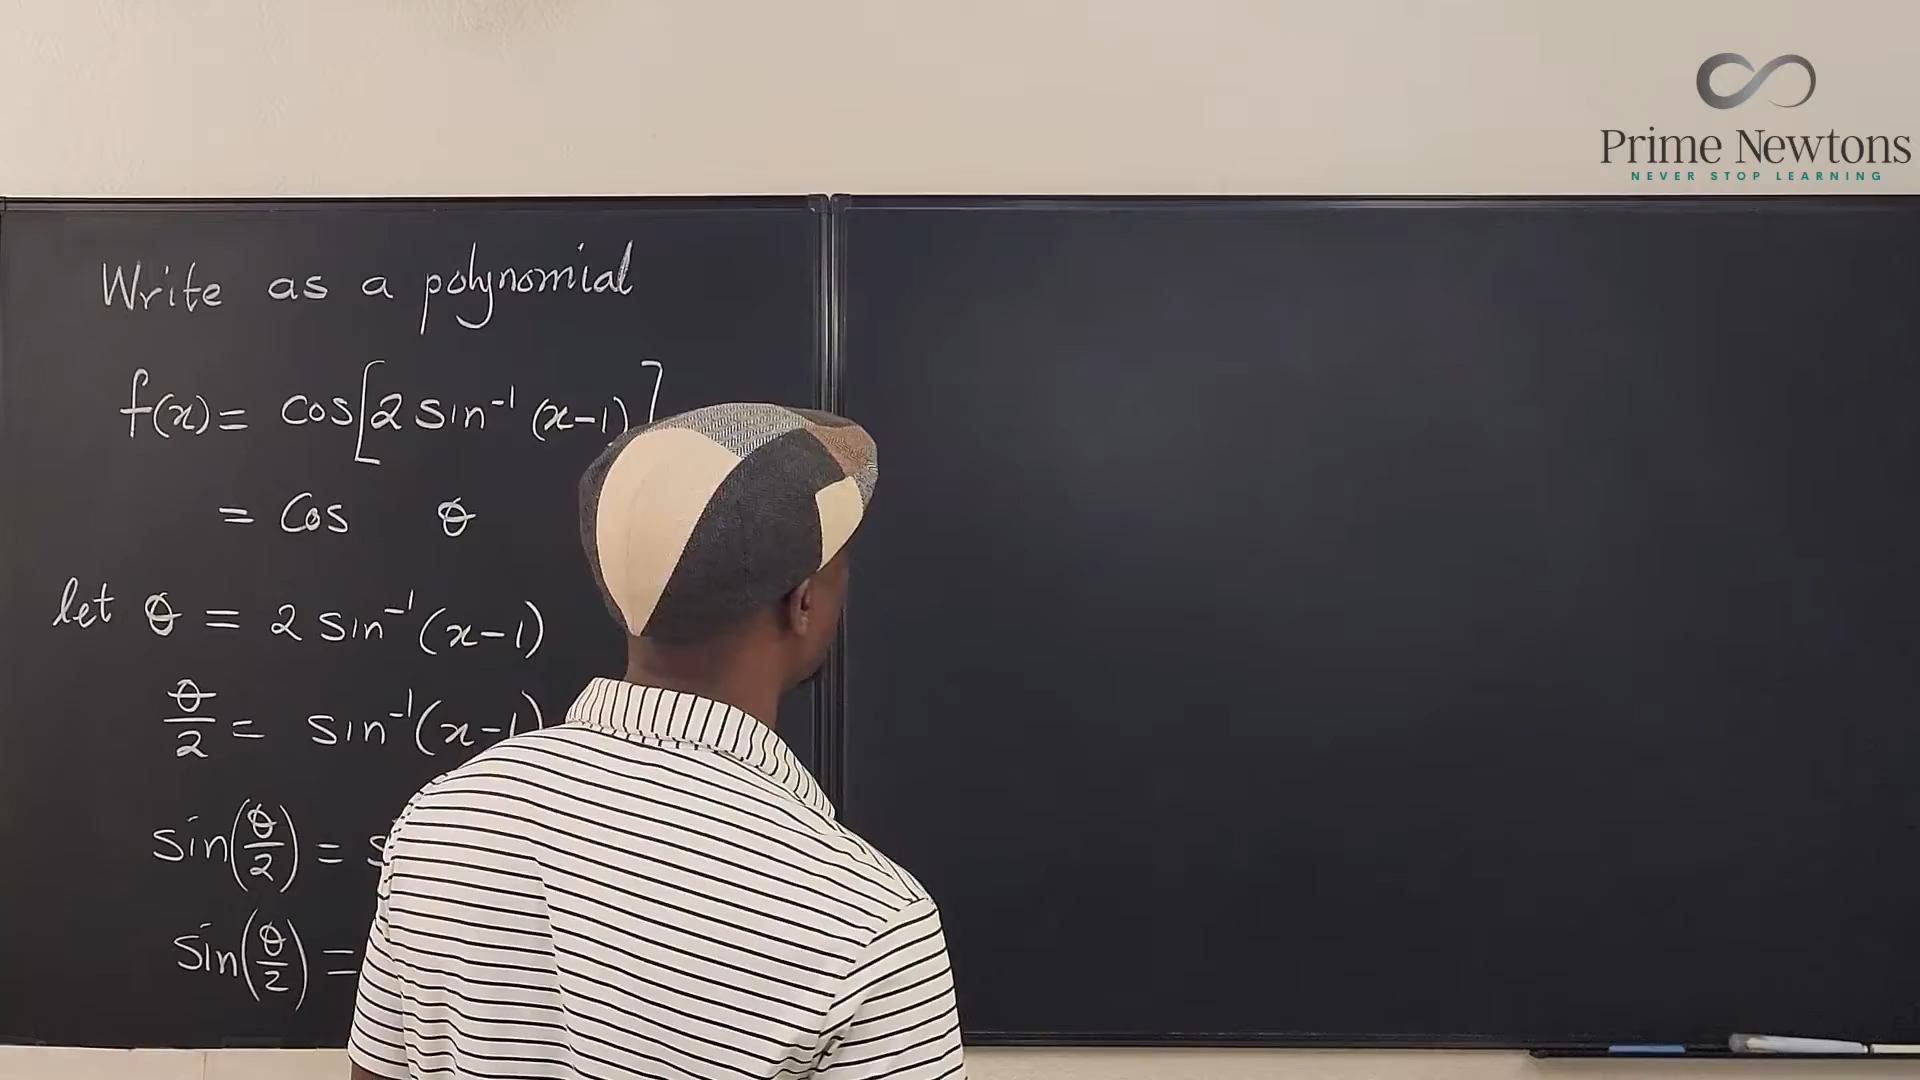 Prime Newtons
NEVER STOP LEARNING
Write as a polynomial
f(x) = cos[2 sin⁻¹ (x-1)]
= Cos θ
let θ = 2 sin⁻¹(x-1)
θ/2 = sin⁻¹(x-1)
sin(θ/2) = s
sin(θ/2) =